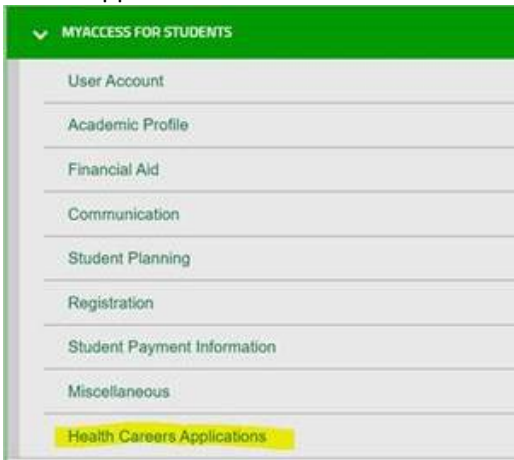 MYACCESS FOR STUDENTS
User Account
Academic Profile
Financial Aid
Communication
Student Planning
Registration
Student Payment Information
Miscellaneous
Health Careers Applications